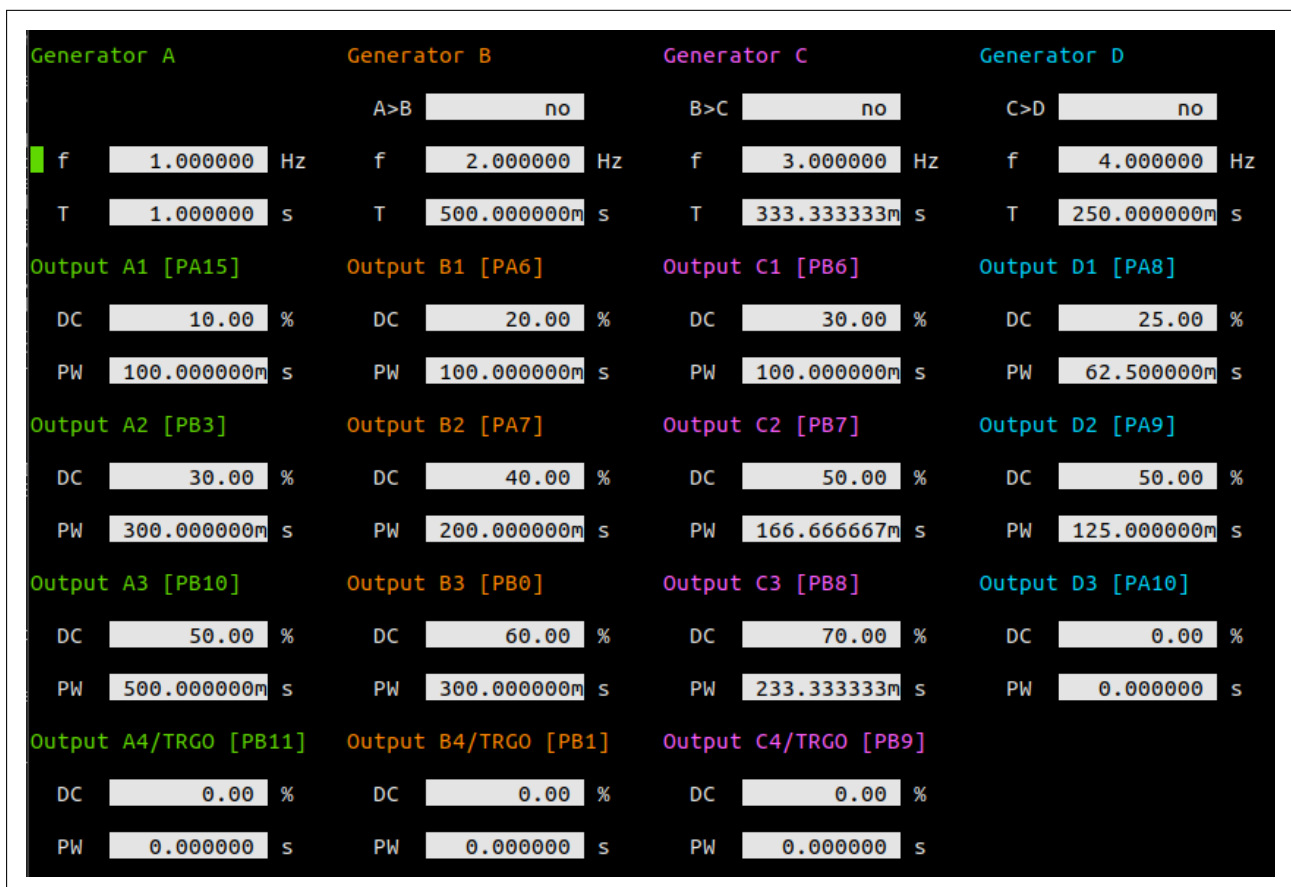 Generator A Generator B Generator C Generator D
A>B no B>C no C>D no
f 1.000000 Hz f 2.000000 Hz f 3.000000 Hz f 4.000000 Hz
T 1.000000 s T 500.000000m s T 333.333333m s T 250.000000m s
Output A1 [PA15] Output B1 [PA6] Output C1 [PB6] Output D1 [PA8]
DC 10.00 % DC 20.00 % DC 30.00 % DC 25.00 %
PW 100.000000m s PW 100.000000m s PW 100.000000m s PW 62.500000m s
Output A2 [PB3] Output B2 [PA7] Output C2 [PB7] Output D2 [PA9]
DC 30.00 % DC 40.00 % DC 50.00 % DC 50.00 %
PW 300.000000m s PW 200.000000m s PW 166.666667m s PW 125.000000m s
Output A3 [PB10] Output B3 [PB0] Output C3 [PB8] Output D3 [PA10]
DC 50.00 % DC 60.00 % DC 70.00 % DC 0.00 %
PW 500.000000m s PW 300.000000m s PW 233.333333m s PW 0.000000 s
Output A4/TRGO [PB11] Output B4/TRGO [PB1] Output C4/TRGO [PB9]
DC 0.00 % DC 0.00 % DC 0.00 %
PW 0.000000 s PW 0.000000 s PW 0.000000 s